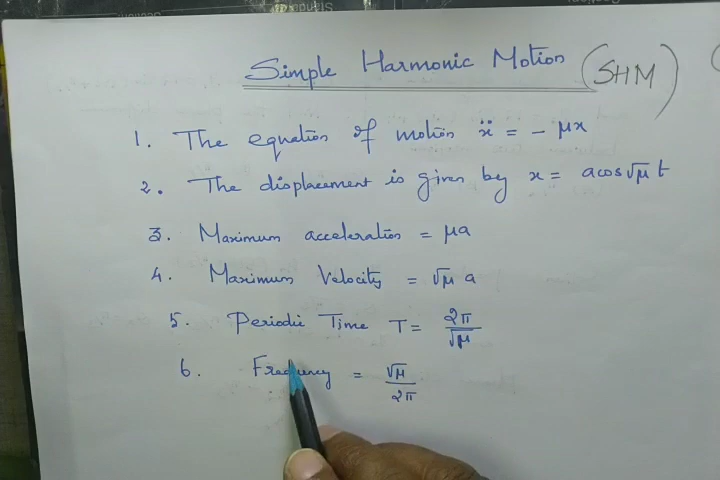 Simple Harmonic Motion (SHM)
1. The equation of motion ẍ = - μx
2. The displacement is given by x = acos√μ t
3. Maximum acceleration = μa
4. Maximum Velocity = √μ a
5. Periodic Time T = 2π/√μ
6. Frequency = √μ/2π